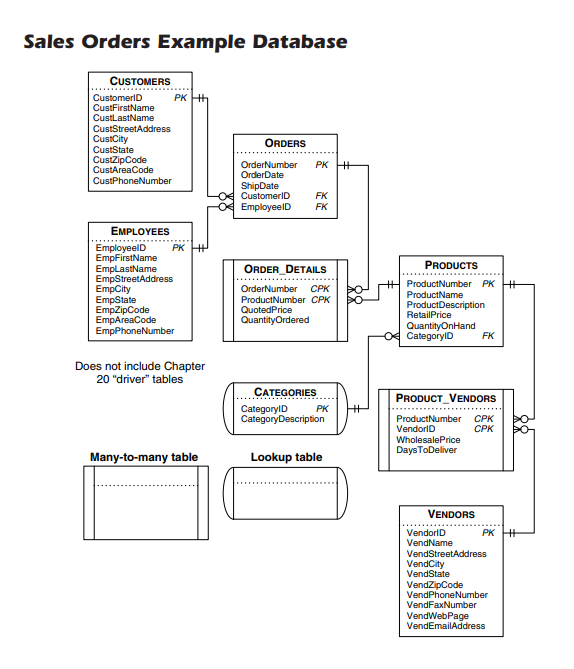 Sales Orders Example Database
CUSTOMERS
CustomerID PK
CustFirstName
CustLastName
CustStreetAddress
CustCity
CustState
CustZipCode
CustAreaCode
CustPhoneNumber
ORDERS
OrderNumber PK
OrderDate
ShipDate
CustomerID FK
EmployeeID FK
EMPLOYEES
EmployeeID PK
EmpFirstName
EmpLastName
EmpStreetAddress
EmpCity
EmpState
EmpZipCode
EmpAreaCode
EmpPhoneNumber
ORDER_DETAILS
OrderNumber CPK
ProductNumber CPK
QuotedPrice
QuantityOrdered
PRODUCTS
ProductNumber PK
ProductName
ProductDescription
RetailPrice
QuantityOnHand
CategoryID FK
Does not include Chapter
20 “driver” tables
CATEGORIES
CategoryID PK
CategoryDescription
PRODUCT_VENDORS
ProductNumber CPK
VendorID CPK
WholesalePrice
DaysToDeliver
Many-to-many table
Lookup table
VENDORS
VendorID PK
VendName
VendStreetAddress
VendCity
VendState
VendZipCode
VendPhoneNumber
VendFaxNumber
VendWebPage
VendEmailAddress